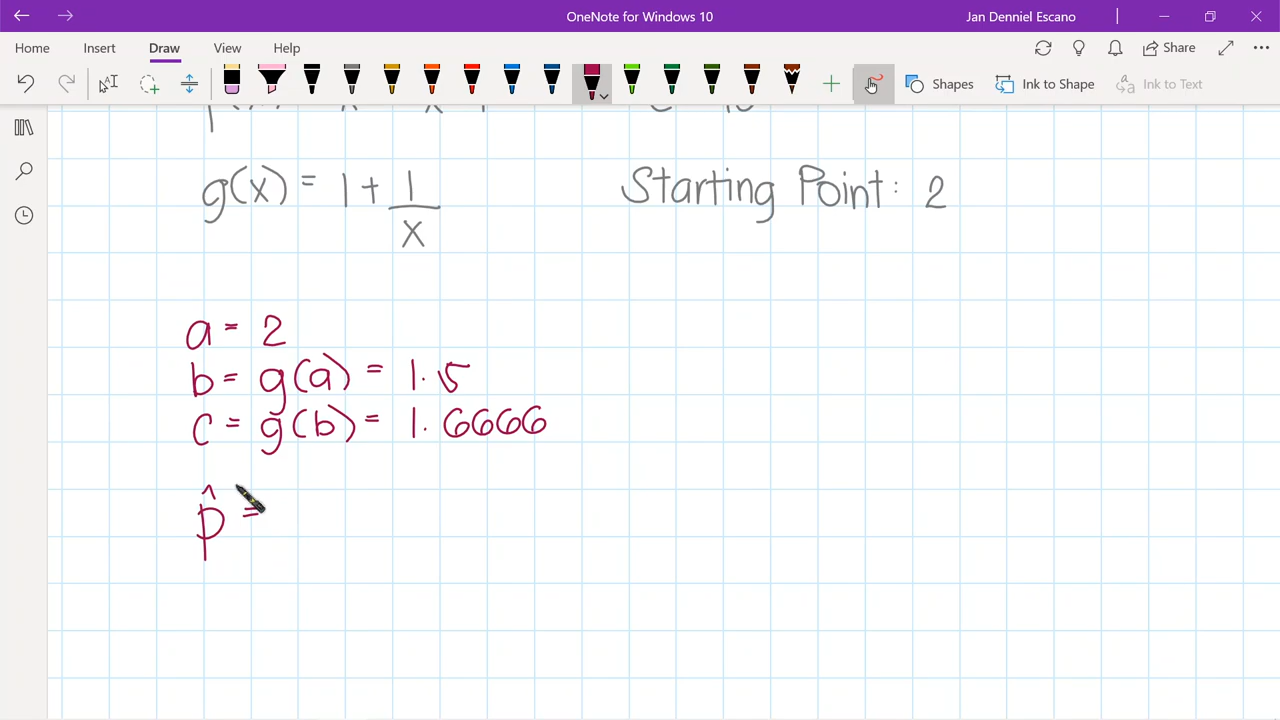 OneNote for Windows 10
Jan Denniel Escano
Home Insert Draw View Help
Share
Shapes Ink to Shape Ink to Text
g(x) = 1 + 1/x
Starting Point: 2
a = 2
b = g(a) = 1.5
c = g(b) = 1.6666
p̂ =